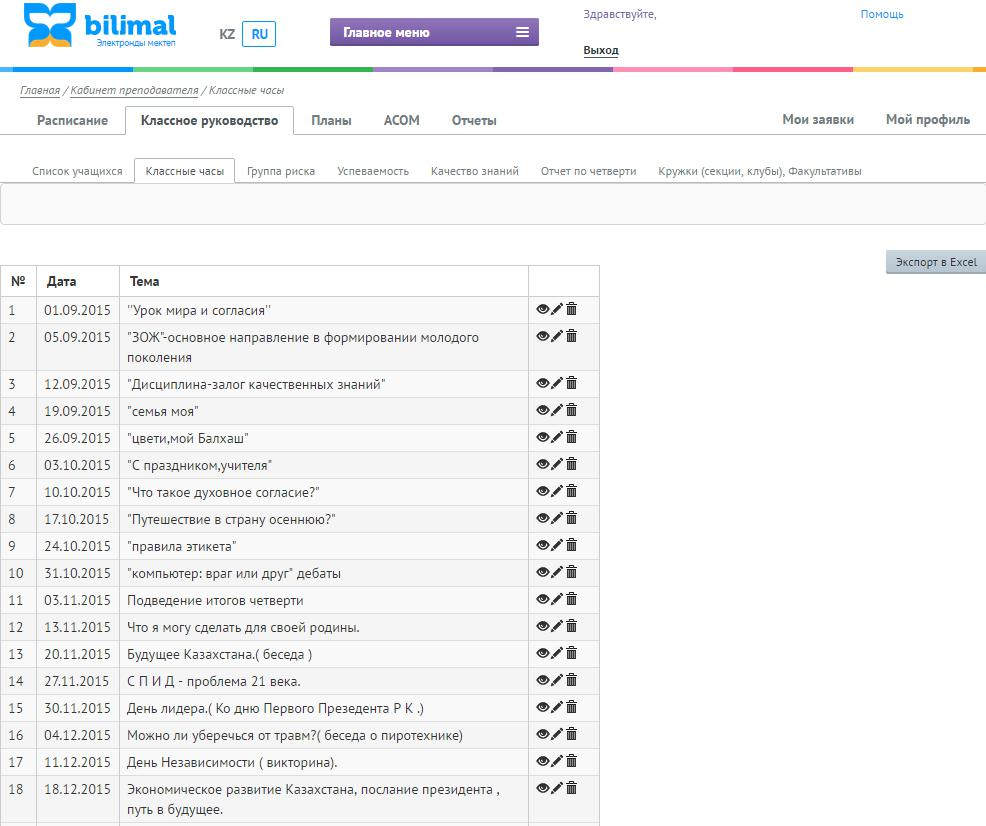 bilimal
Электронды мектеп
KZ RU
Главное меню
Здравствуйте,
Помощь
Выход
Главная / Кабинет преподавателя / Классные часы
Расписание Классное руководство Планы АСОМ Отчеты Мои заявки Мой профиль
Список учащихся Классные часы Группа риска Успеваемость Качество знаний Отчет по четверти Кружки (секции, клубы), Факультативы
Экспорт в Excel
№ Дата Тема
1 01.09.2015 ''Урок мира и согласия''
2 05.09.2015 "ЗОЖ"-основное направление в формировании молодого
поколения
3 12.09.2015 "Дисциплина-залог качественных знаний"
4 19.09.2015 "семья моя"
5 26.09.2015 "цвети,мой Балхаш"
6 03.10.2015 "С праздником,учителя"
7 10.10.2015 "Что такое духовное согласие?"
8 17.10.2015 "Путешествие в страну осеннюю?"
9 24.10.2015 "правила этикета"
10 31.10.2015 "компьютер: враг или друг" дебаты
11 03.11.2015 Подведение итогов четверти
12 13.11.2015 Что я могу сделать для своей родины.
13 20.11.2015 Будущее Казахстана.( беседа )
14 27.11.2015 С П И Д - проблема 21 века.
15 30.11.2015 День лидера.( Ко дню Первого Презедента Р К .)
16 04.12.2015 Можно ли уберечься от травм?( беседа о пиротехнике)
17 11.12.2015 День Независимости ( викторина).
18 18.12.2015 Экономическое развитие Казахстана, послание президента ,
путь в будущее.